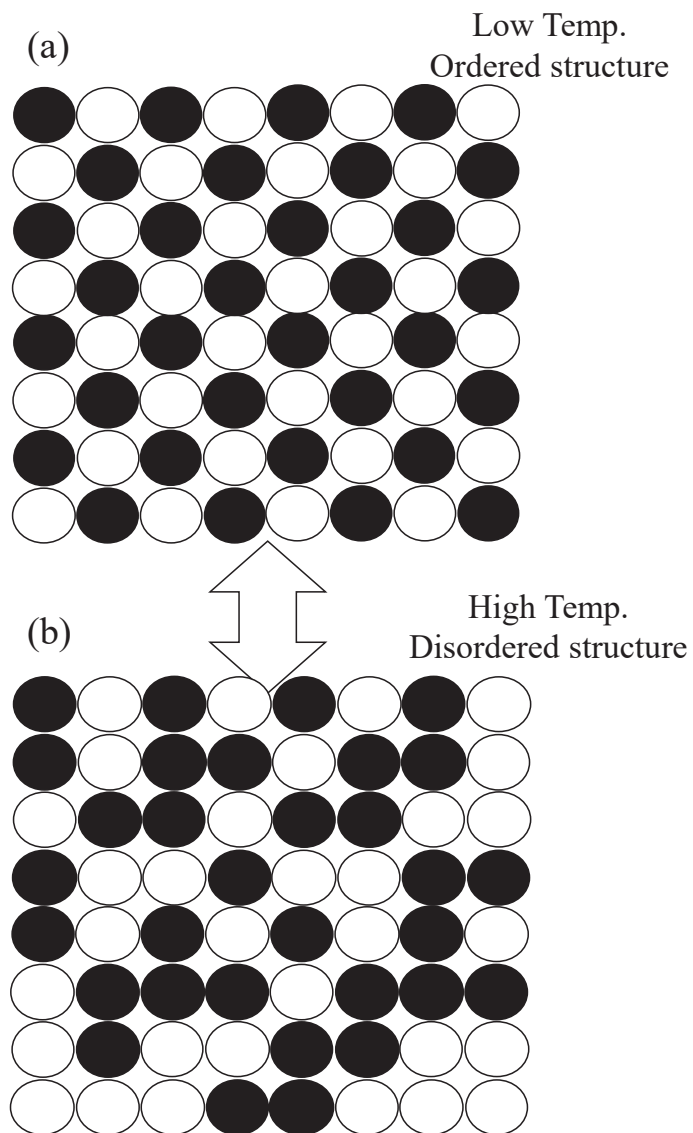 (a)
Low Temp.
Ordered structure
(b)
High Temp.
Disordered structure